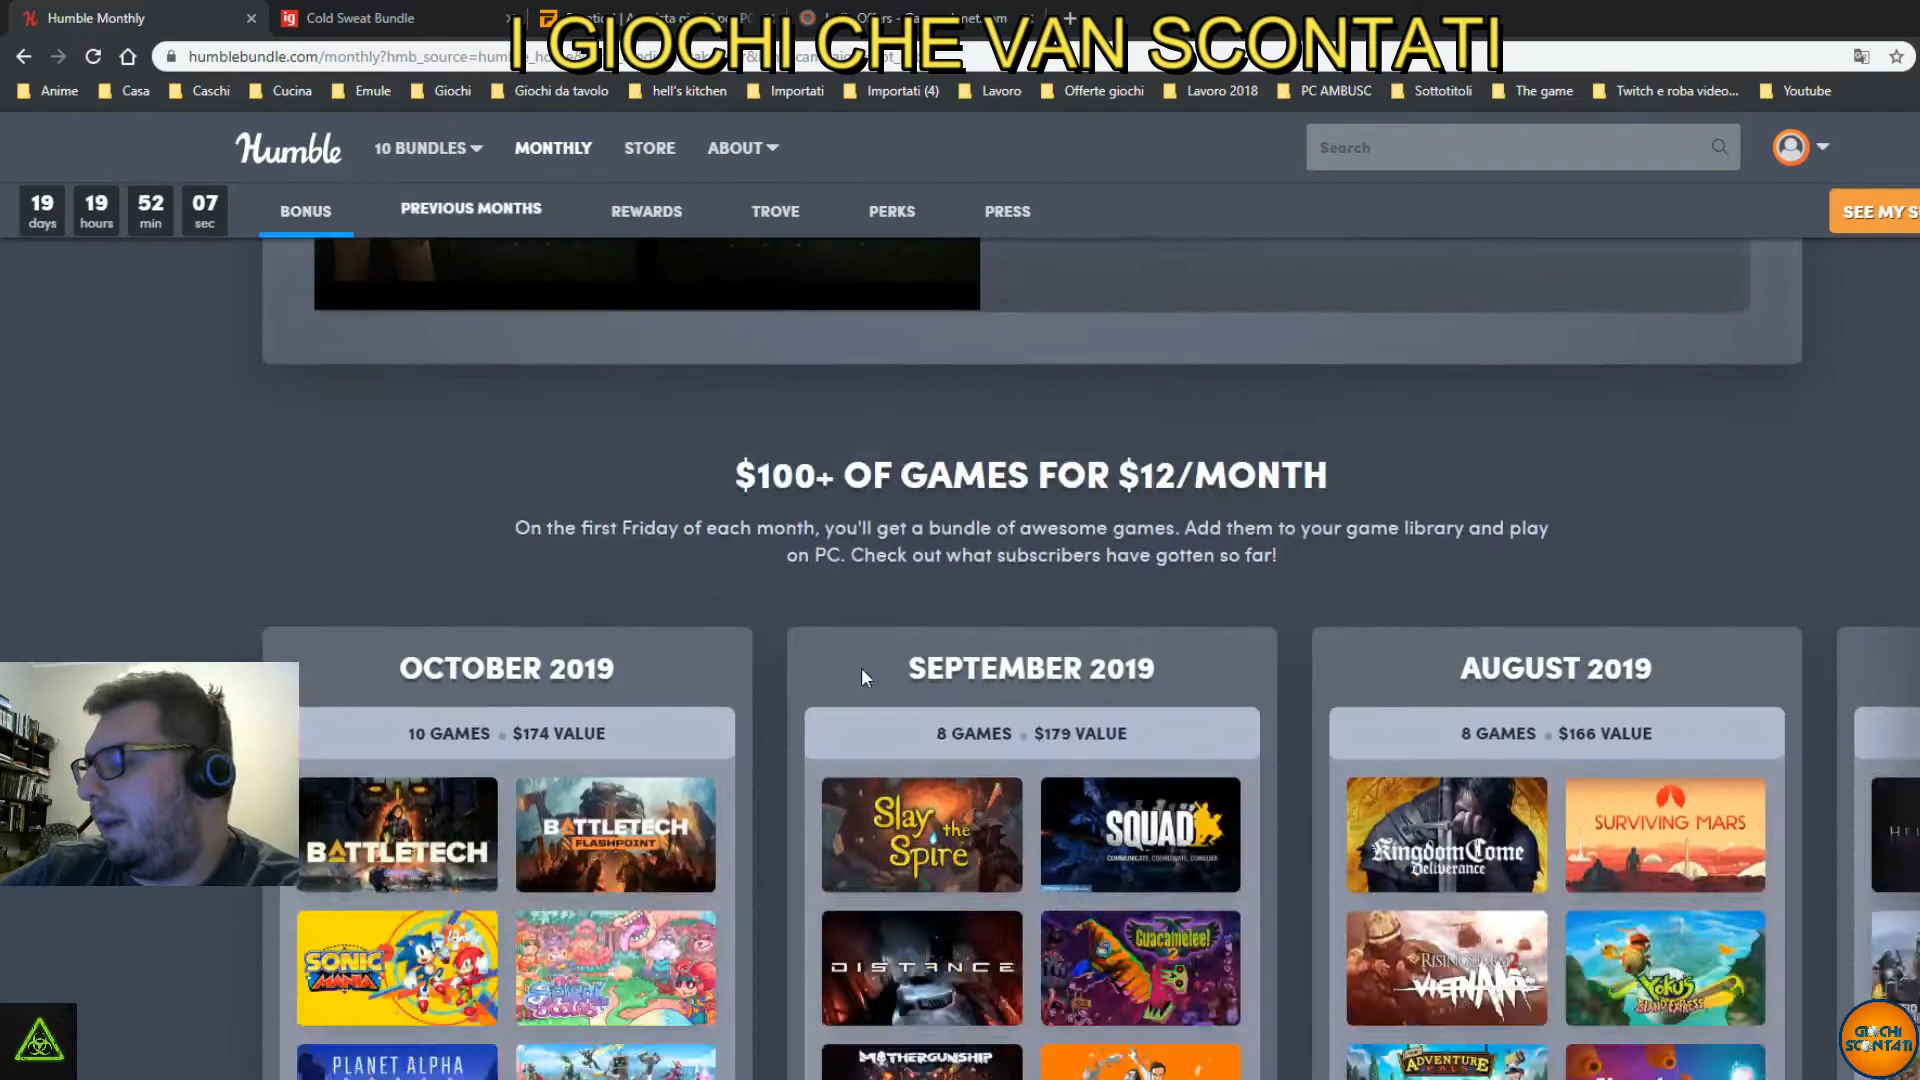 Humble Monthly
Cold Sweat Bundle
I GIOCHI CHE VAN SCONTATI
humblebundle.com/monthly?hmb_source=hum
Anime
Casa
Caschi
Cucina
Emule
Giochi
Giochi da tavolo
hell's kitchen
Importati
Importati (4)
Lavoro
Offerte giochi
Lavoro 2018
PC AMBUSC
Sottotitoli
The game
Twitch e roba video...
Youtube
Humble
10 BUNDLES
MONTHLY
STORE
ABOUT
Search
19 days
19 hours
52 min
07 sec
BONUS
PREVIOUS MONTHS
REWARDS
TROVE
PERKS
PRESS
SEE MY S
$100+ OF GAMES FOR $12/MONTH
On the first Friday of each month, you'll get a bundle of awesome games. Add them to your game library and play
on PC. Check out what subscribers have gotten so far!
OCTOBER 2019
10 GAMES • $174 VALUE
BATTLETECH
BATTLETECH
FLASHPOINT
SONIC
MANIA
PLANET ALPHA
SEPTEMBER 2019
8 GAMES • $179 VALUE
Slay
the
Spire
SQUAD
COMMUNICATE, COORDINATE, CONQUER
DISTANCE
Guacamelee!
2
MOTHERGUNSHIP
AUGUST 2019
8 GAMES • $166 VALUE
Kingdom Come
Deliverance
SURVIVING MARS
RISING STORM 2
VIETNAM
YOKU'S
ISLAND EXPRESS
ADVENTURE
HE
GIOCHI
SCONTATI